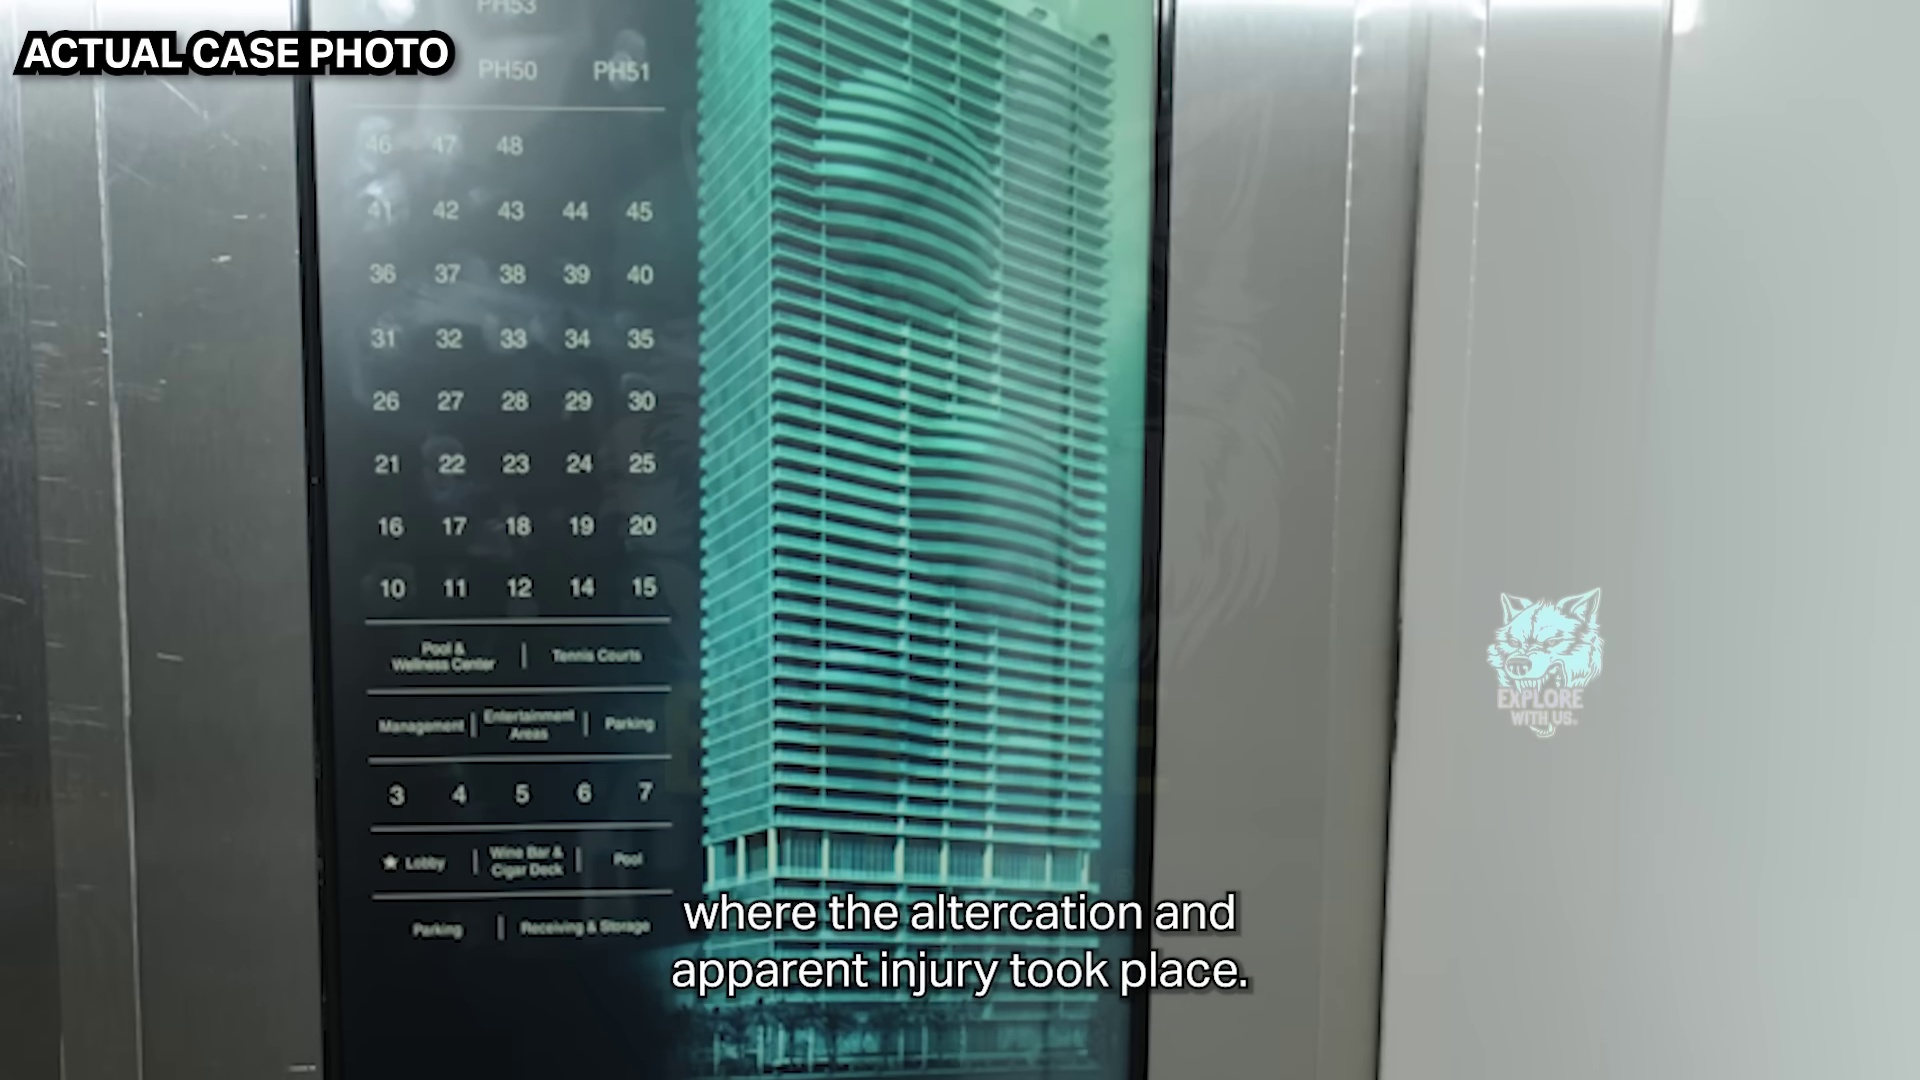 ACTUAL CASE PHOTO
PH53
PH50 PH51
46 47 48
41 42 43 44 45
36 37 38 39 40
31 32 33 34 35
26 27 28 29 30
21 22 23 24 25
16 17 18 19 20
10 11 12 14 15
Pool &
Wellness Center
Tennis Courts
Management
Entertainment
Areas
Parking
3 4 5 6 7
★ Lobby
Wine Bar &
Cigar Deck
Pool
Parking
Receiving & Storage
EXPLORE
WITH US
where the altercation and
apparent injury took place.